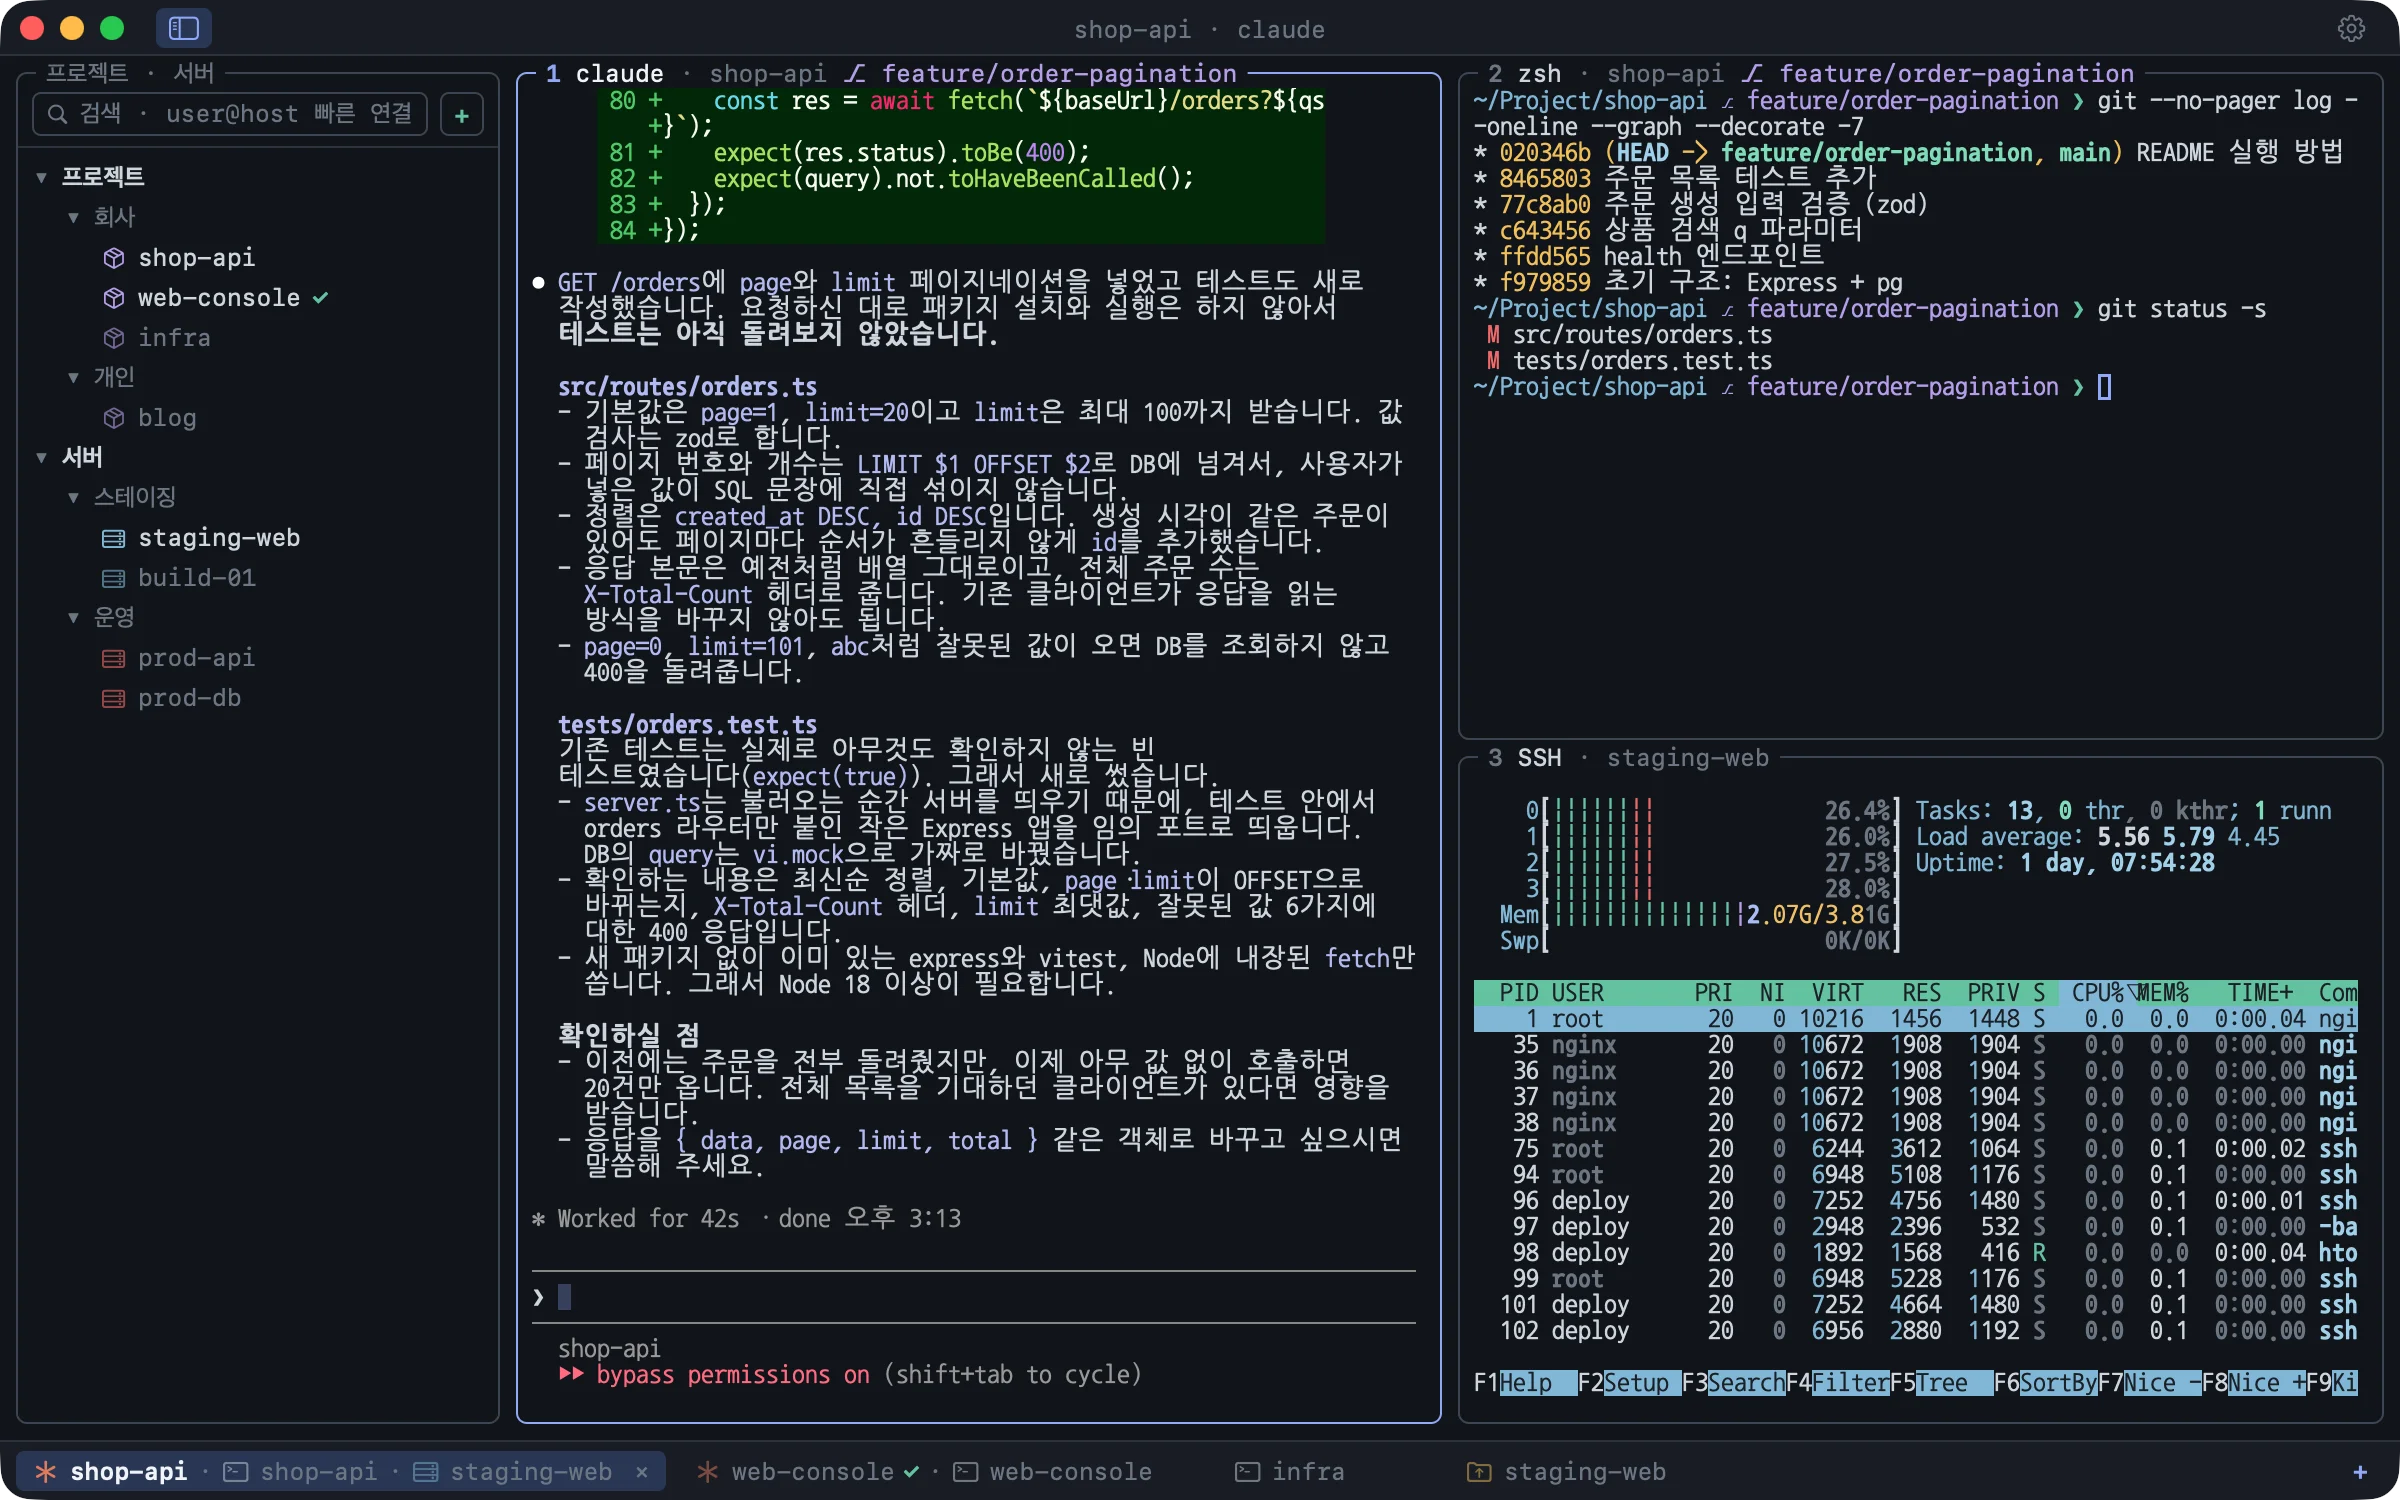 shop-api · claude
프로젝트 · 서버
검색 · user@host 빠른 연결
+
▼ 프로젝트
▼ 회사
shop-api
web-console ✓
infra
▼ 개인
blog
▼ 서버
▼ 스테이징
staging-web
build-01
▼ 운영
prod-api
prod-db
1 claude · shop-api ⎇ feature/order-pagination
80 +    const res = await fetch(`${baseUrl}/orders?${qs
+}`);
81 +    expect(res.status).toBe(400);
82 +    expect(query).not.toHaveBeenCalled();
83 +  });
84 +});
● GET /orders에 page와 limit 페이지네이션을 넣었고 테스트도 새로
작성했습니다. 요청하신 대로 패키지 설치와 실행은 하지 않아서
테스트는 아직 돌려보지 않았습니다.
src/routes/orders.ts
- 기본값은 page=1, limit=20이고 limit은 최대 100까지 받습니다. 값
검사는 zod로 합니다.
- 페이지 번호와 개수는 LIMIT $1 OFFSET $2로 DB에 넘겨서, 사용자가
넣은 값이 SQL 문장에 직접 섞이지 않습니다.
- 정렬은 created_at DESC, id DESC입니다. 생성 시각이 같은 주문이
있어도 페이지마다 순서가 흔들리지 않게 id를 추가했습니다.
- 응답 본문은 예전처럼 배열 그대로이고, 전체 주문 수는
X-Total-Count 헤더로 줍니다. 기존 클라이언트가 응답을 읽는
방식을 바꾸지 않아도 됩니다.
- page=0, limit=101, abc처럼 잘못된 값이 오면 DB를 조회하지 않고
400을 돌려줍니다.
tests/orders.test.ts
기존 테스트는 실제로 아무것도 확인하지 않는 빈
테스트였습니다(expect(true)). 그래서 새로 썼습니다.
- server.ts는 불러오는 순간 서버를 띄우기 때문에, 테스트 안에서
orders 라우터만 붙인 작은 Express 앱을 임의 포트로 띄웁니다.
DB의 query는 vi.mock으로 가짜로 바꿨습니다.
- 확인하는 내용은 최신순 정렬, 기본값, page·limit이 OFFSET으로
바뀌는지, X-Total-Count 헤더, limit 최댓값, 잘못된 값 6가지에
대한 400 응답입니다.
- 새 패키지 없이 이미 있는 express와 vitest, Node에 내장된 fetch만
씁니다. 그래서 Node 18 이상이 필요합니다.
확인하실 점
- 이전에는 주문을 전부 돌려줬지만, 이제 아무 값 없이 호출하면
20건만 옵니다. 전체 목록을 기대하던 클라이언트가 있다면 영향을
받습니다.
- 응답을 { data, page, limit, total } 같은 객체로 바꾸고 싶으시면
말씀해 주세요.
✻ Worked for 42s · done 오후 3:13
❯
shop-api
▶▶ bypass permissions on (shift+tab to cycle)
2 zsh · shop-api ⎇ feature/order-pagination
~/Project/shop-api ⎇ feature/order-pagination ❯ git --no-pager log -
-oneline --graph --decorate -7
* 020346b (HEAD -> feature/order-pagination, main) README 실행 방법
* 8465803 주문 목록 테스트 추가
* 77c8ab0 주문 생성 입력 검증 (zod)
* c643456 상품 검색 q 파라미터
* ffdd565 health 엔드포인트
* f979859 초기 구조: Express + pg
~/Project/shop-api ⎇ feature/order-pagination ❯ git status -s
M src/routes/orders.ts
M tests/orders.test.ts
~/Project/shop-api ⎇ feature/order-pagination ❯
3 SSH · staging-web
0[||||||||                26.4%] Tasks: 13, 0 thr, 0 kthr; 1 runn
1[||||||||                26.0%] Load average: 5.56 5.79 4.45
2[||||||||                27.5%] Uptime: 1 day, 07:54:28
3[||||||||                28.0%]
Mem[|||||||||||||||2.07G/3.81G]
Swp[                     0K/0K]
PID USER PRI NI VIRT RES PRIV S CPU%▽MEM% TIME+ Com
1 root 20 0 10216 1456 1448 S 0.0 0.0 0:00.04 ngi
35 nginx 20 0 10672 1908 1904 S 0.0 0.0 0:00.00 ngi
36 nginx 20 0 10672 1908 1904 S 0.0 0.0 0:00.00 ngi
37 nginx 20 0 10672 1908 1904 S 0.0 0.0 0:00.00 ngi
38 nginx 20 0 10672 1908 1904 S 0.0 0.0 0:00.00 ngi
75 root 20 0 6244 3612 1064 S 0.0 0.1 0:00.02 ssh
94 root 20 0 6948 5108 1176 S 0.0 0.1 0:00.00 ssh
96 deploy 20 0 7252 4756 1480 S 0.0 0.1 0:00.01 ssh
97 deploy 20 0 2948 2396 532 S 0.0 0.1 0:00.00 -ba
98 deploy 20 0 1892 1568 416 R 0.0 0.0 0:00.04 hto
99 root 20 0 6948 5228 1176 S 0.0 0.1 0:00.00 ssh
101 deploy 20 0 7252 4664 1480 S 0.0 0.1 0:00.00 ssh
102 deploy 20 0 6956 2880 1192 S 0.0 0.1 0:00.00 ssh
F1Help F2Setup F3SearchF4FilterF5Tree F6SortByF7Nice -F8Nice +F9Ki
shop-api · shop-api · staging-web × web-console ✓ · web-console infra staging-web +